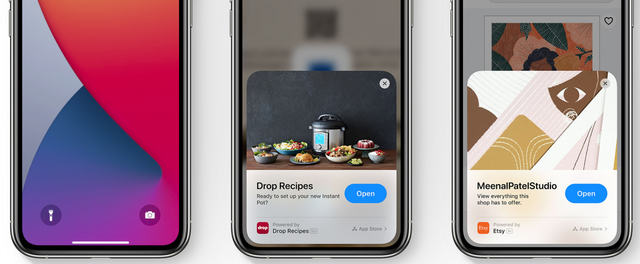 Drop Recipes
Ready to set up your new Instant
Pot?
Open
Powered by
Drop Recipes
App Store
MeenalPatelStudio
View everything this
shop has to offer.
Open
Powered by
Etsy
App Store